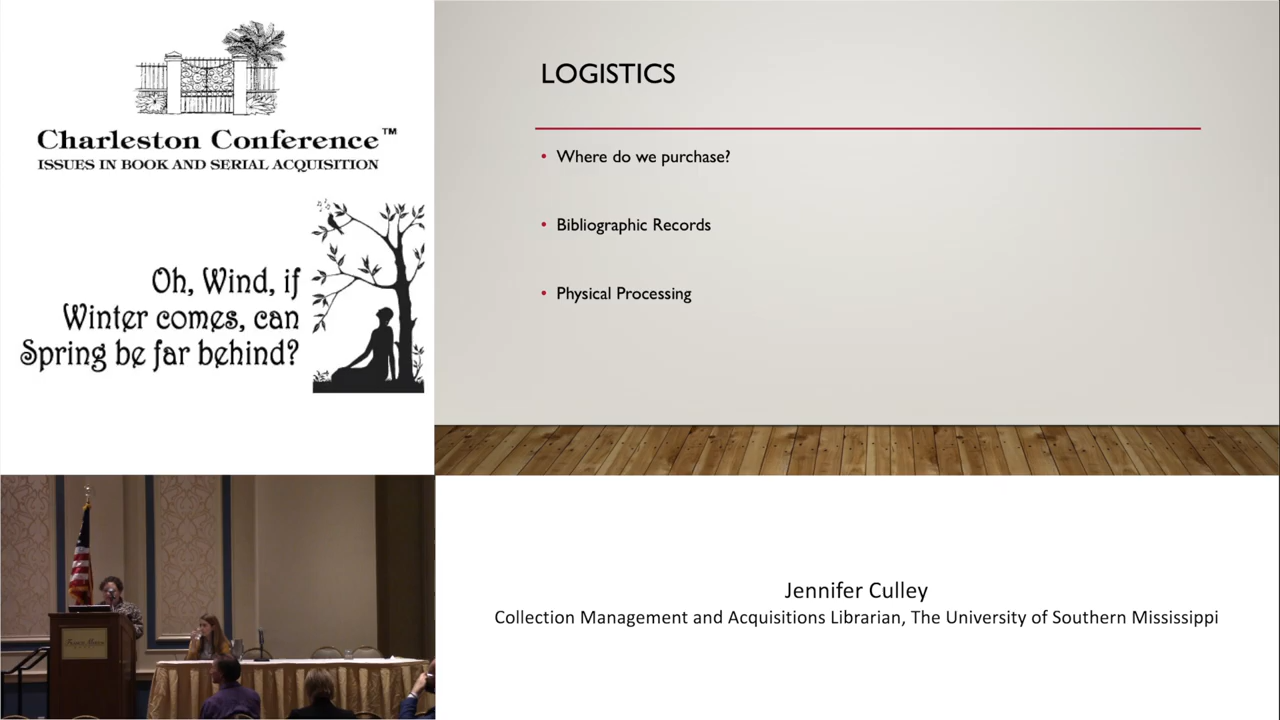 Charleston Conference™
ISSUES IN BOOK AND SERIAL ACQUISITION
Oh, Wind, if
Winter comes, can
Spring be far behind?
LOGISTICS
• Where do we purchase?
• Bibliographic Records
• Physical Processing
Jennifer Culley
Collection Management and Acquisitions Librarian, The University of Southern Mississippi